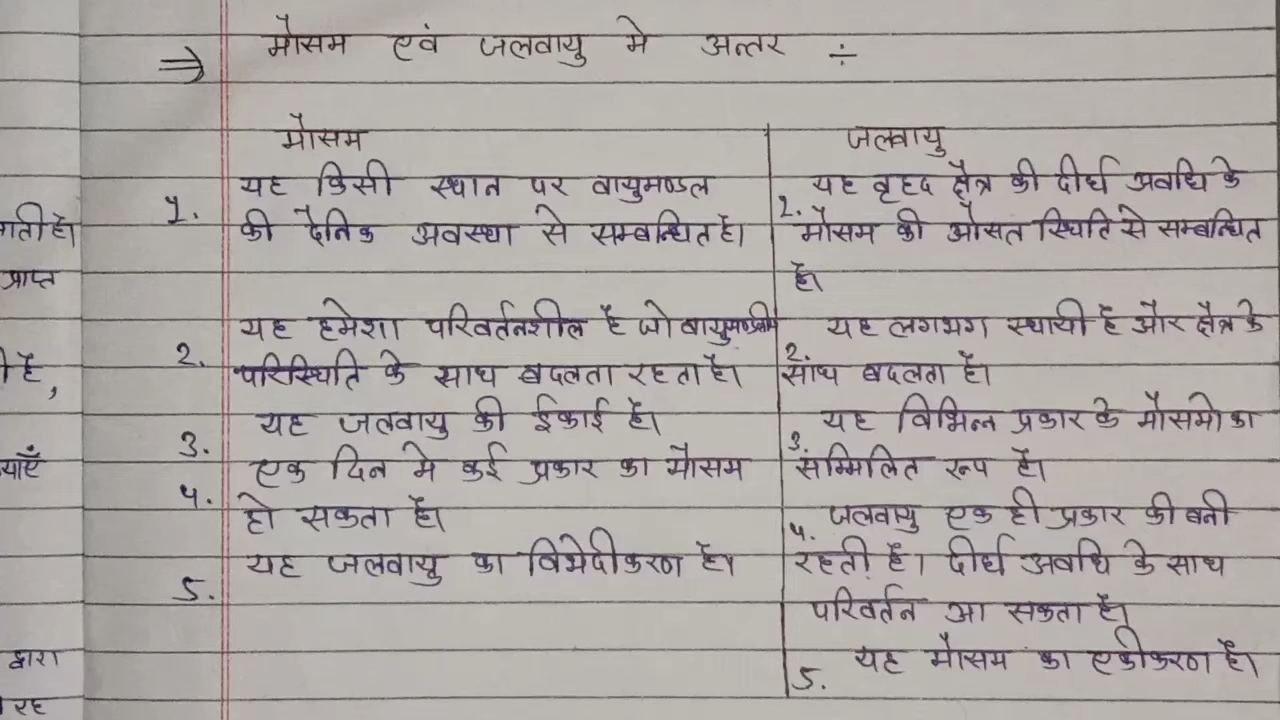 ⇒ मौसम एवं जलवायु मे अन्तर ÷
मौसम
1. यह किसी स्थान पर वायुमण्डल
की दैनिक अवस्था से सम्बन्धित है।
2. यह हमेशा परिवर्तनशील है जो वायुमण्डलीय
परिस्थिति के साथ बदलता रहता है।
3. यह जलवायु की ईकाई है।
4. एक दिन मे कई प्रकार का मौसम
हो सकता है।
5. यह जलवायु का विभेदीकरण है।
जलवायु
1. यह वृहद क्षैत्र की दीर्घ अवधि के
मौसम की औसत स्थिति से सम्बन्धित
है।
2. यह लगभग स्थायी है और क्षैत्र के
साथ बदलता है।
3. यह विभिन्न प्रकार के मौसमो का
सम्मिलित रूप है।
4. जलवायु एक ही प्रकार की बनी
रहती है। दीर्घ अवधि के साथ
परिवर्तन आ सकता है।
5. यह मौसम का एकीकरण है।
प्राप्त
है,
द्वारा